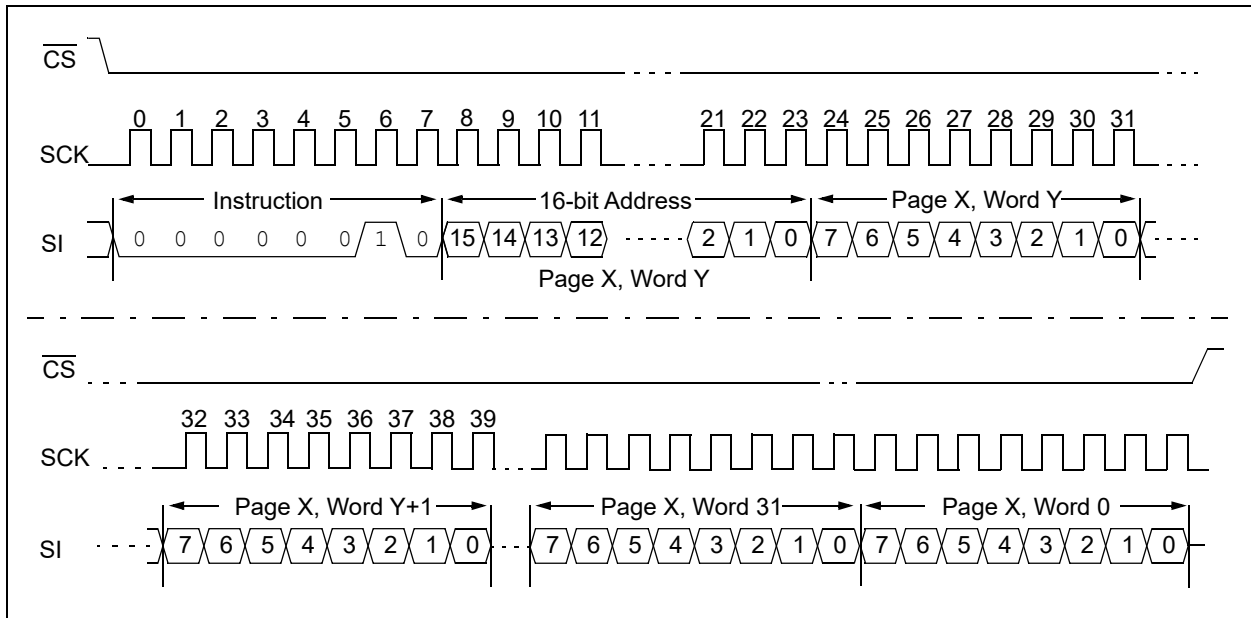 CS
0 1 2 3 4 5 6 7 8 9 10 11 21 22 23 24 25 26 27 28 29 30 31
SCK
Instruction 16-bit Address Page X, Word Y
SI 0 0 0 0 0 0 1 0 15 14 13 12 2 1 0 7 6 5 4 3 2 1 0
Page X, Word Y
CS
32 33 34 35 36 37 38 39
SCK
Page X, Word Y+1 Page X, Word 31 Page X, Word 0
SI 7 6 5 4 3 2 1 0 7 6 5 4 3 2 1 0 7 6 5 4 3 2 1 0